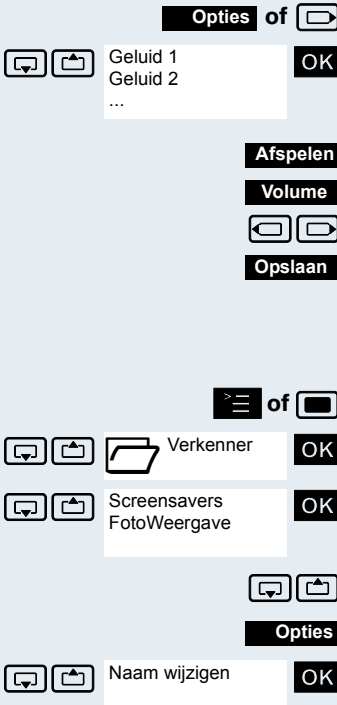 Opties of
Geluid 1 OK
Geluid 2
...
Afspelen
Volume
Opslaan
of
Verkenner OK
Screensavers OK
FotoWeergave
Opties
Naam wijzigen OK